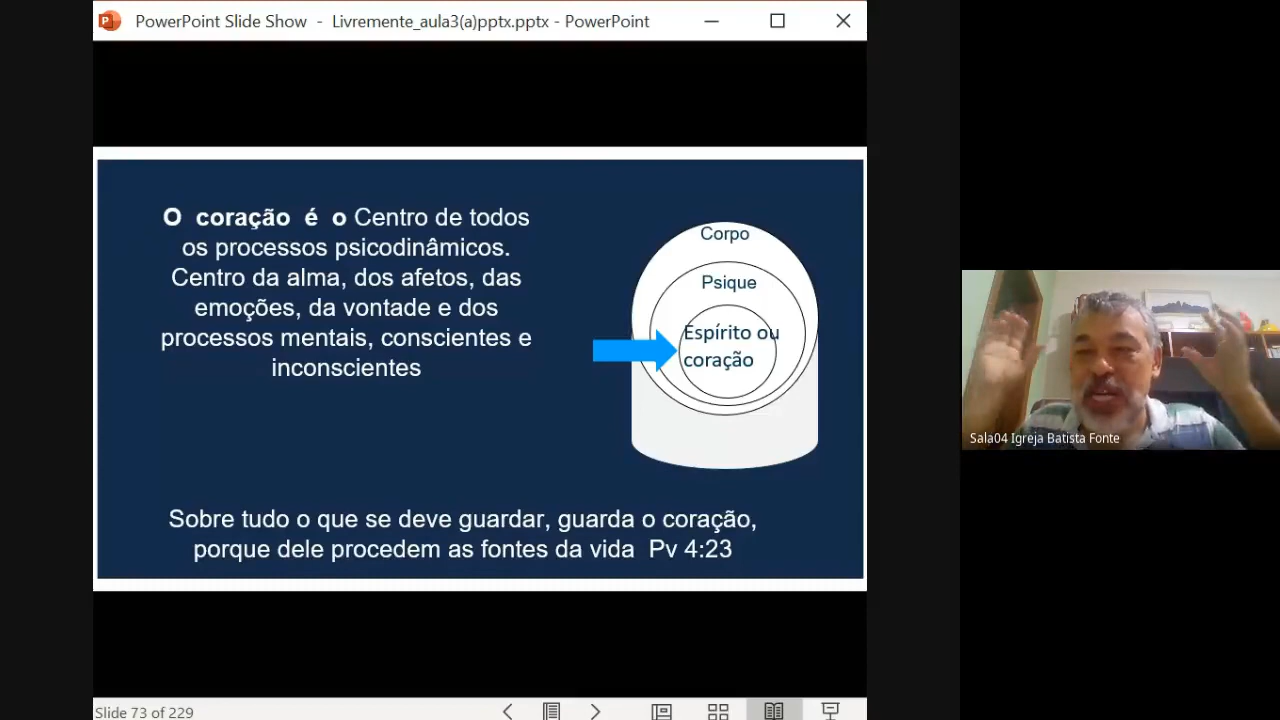 PowerPoint Slide Show - Livremente_aula3(a)pptx.pptx - PowerPoint
O coração é o Centro de todos
os processos psicodinâmicos.
Centro da alma, dos afetos, das
emoções, da vontade e dos
processos mentais, conscientes e
inconscientes
Corpo
Psique
Espírito ou
coração
Sobre tudo o que se deve guardar, guarda o coração,
porque dele procedem as fontes da vida Pv 4:23
Sala04 Igreja Batista Fonte
Slide 73 of 229